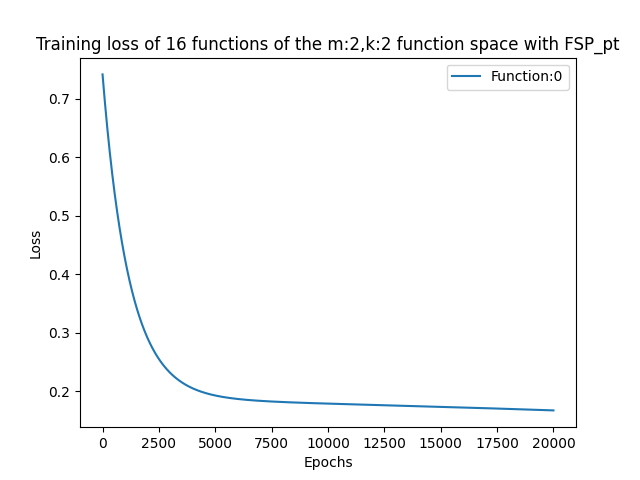 Training loss of 16 functions of the m:2,k:2 function space with FSP_pt
Function:0
0.7
0.6
0.5
0.4
0.3
0.2
Loss
0 2500 5000 7500 10000 12500 15000 17500 20000
Epochs